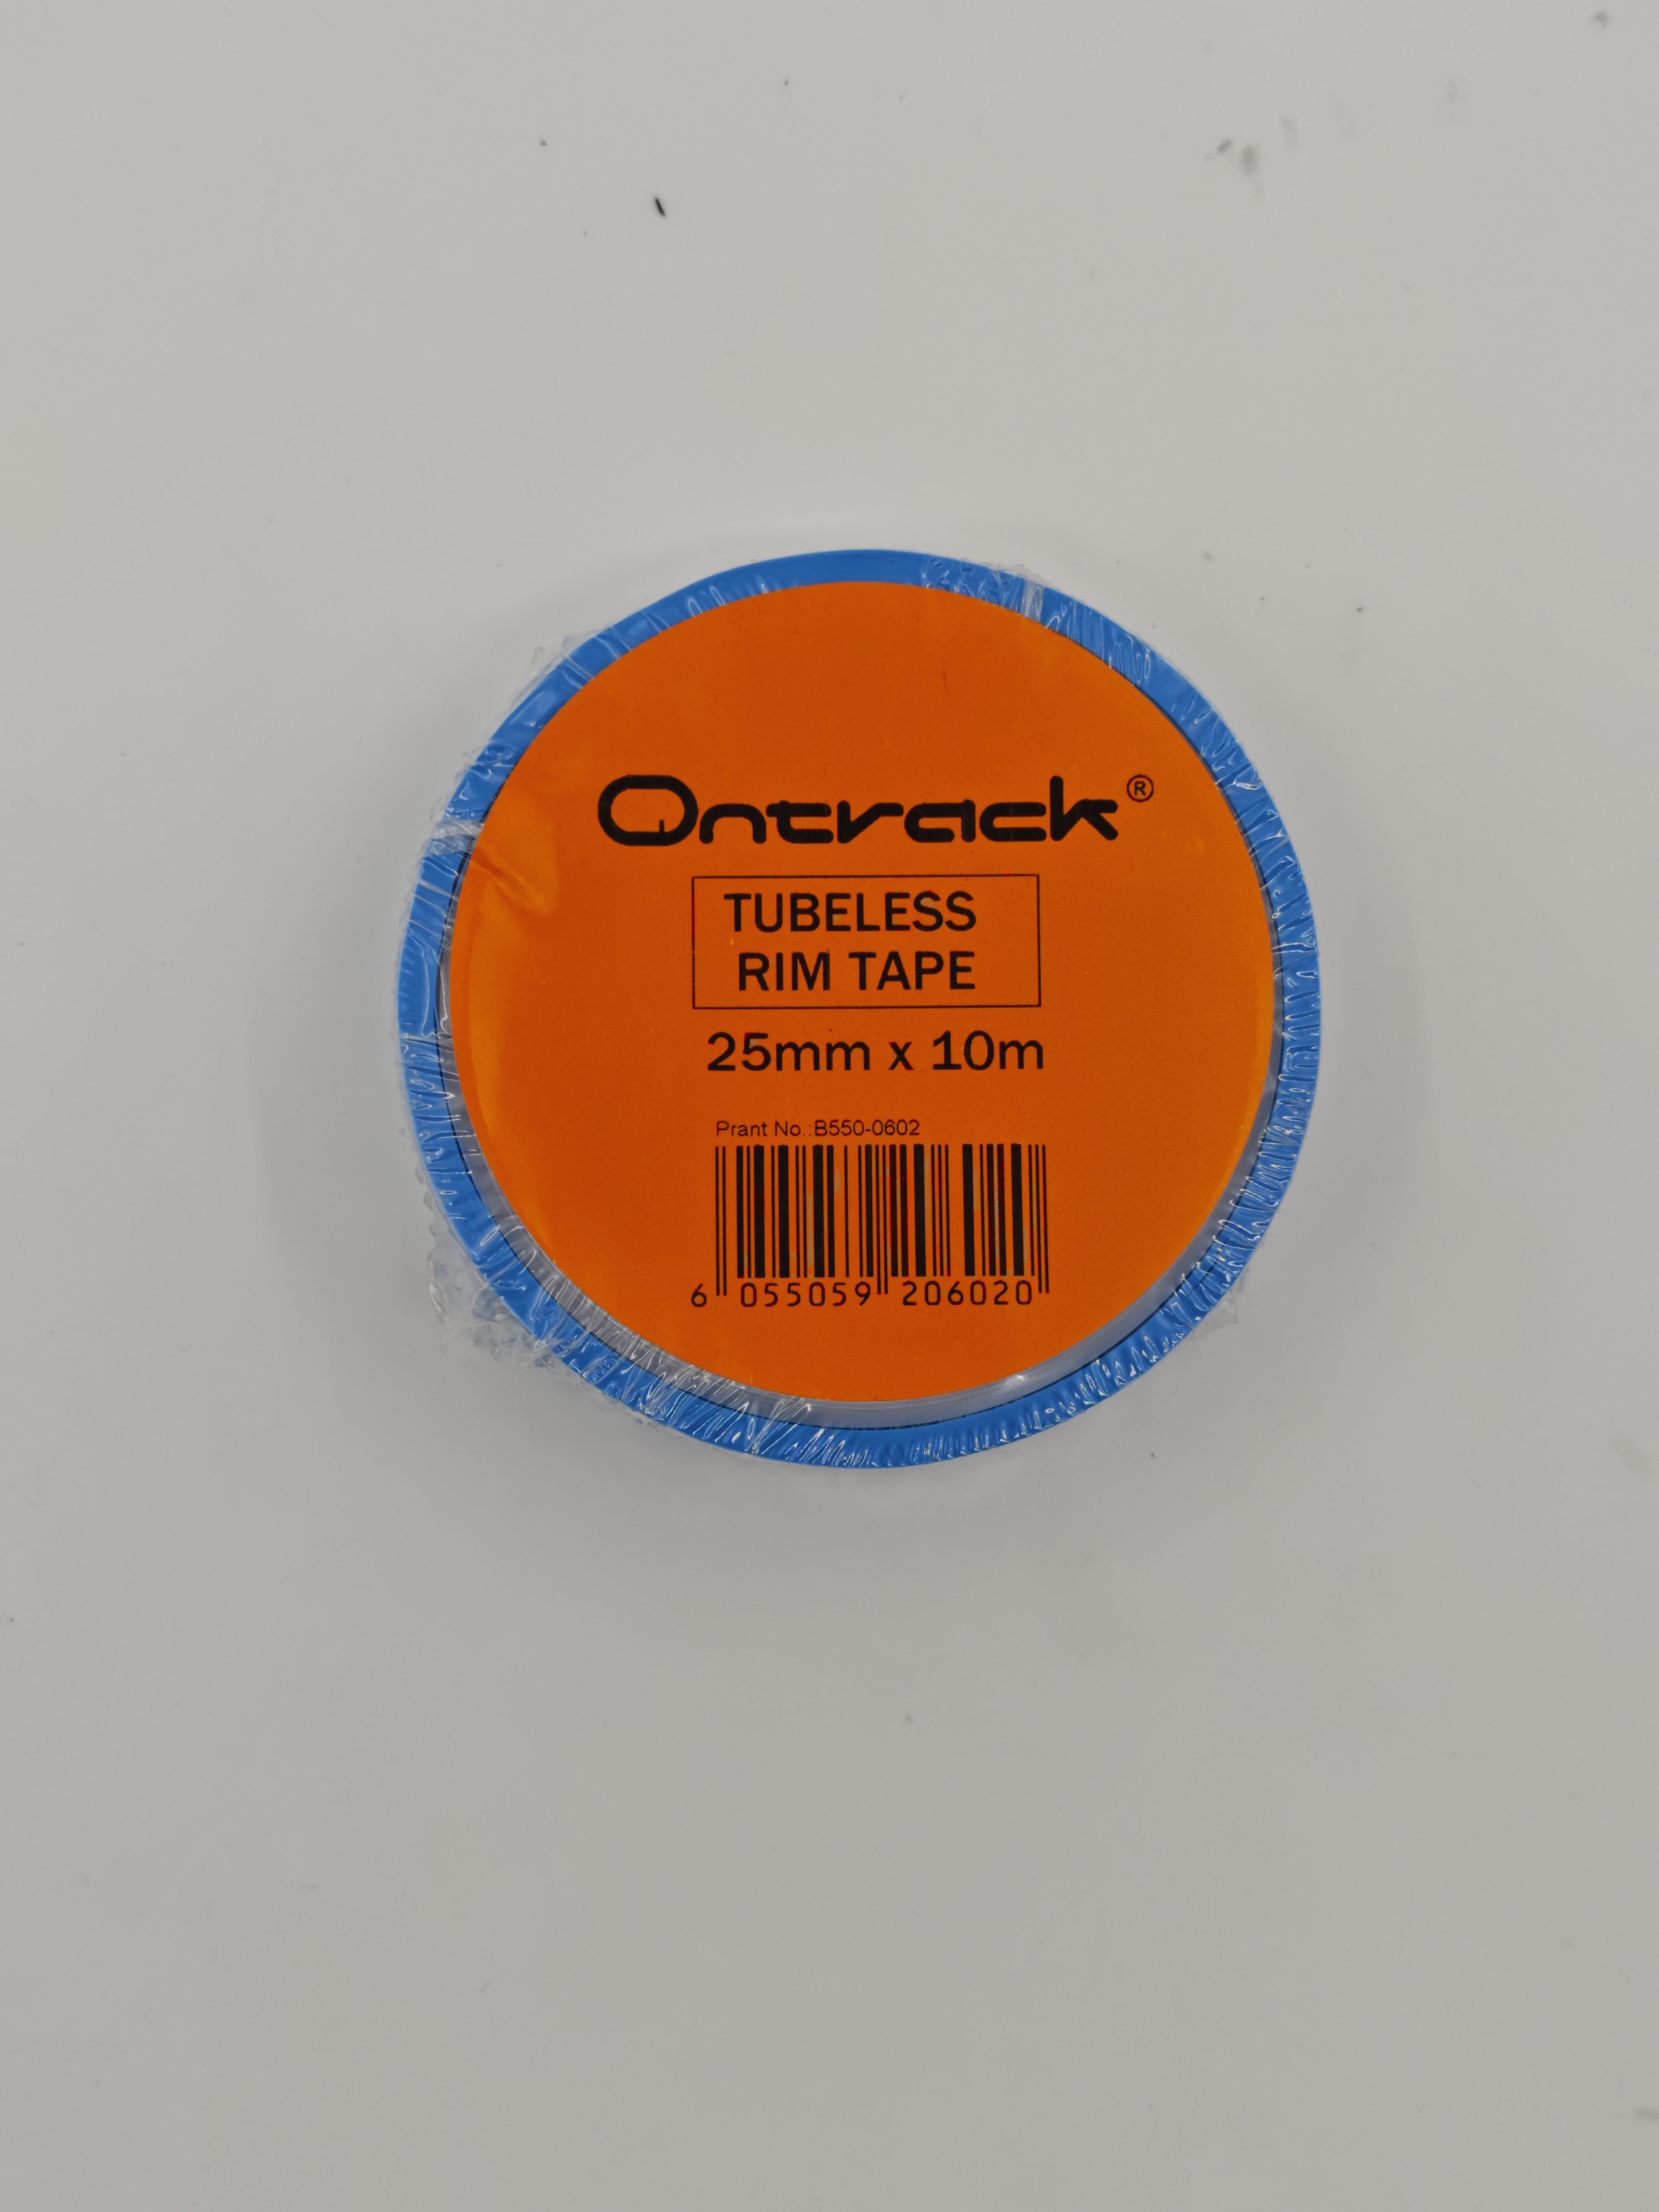 Ontrack®
TUBELESS
RIM TAPE
25mm x 10m
Prant No.:B550-0602
6 055059 206020